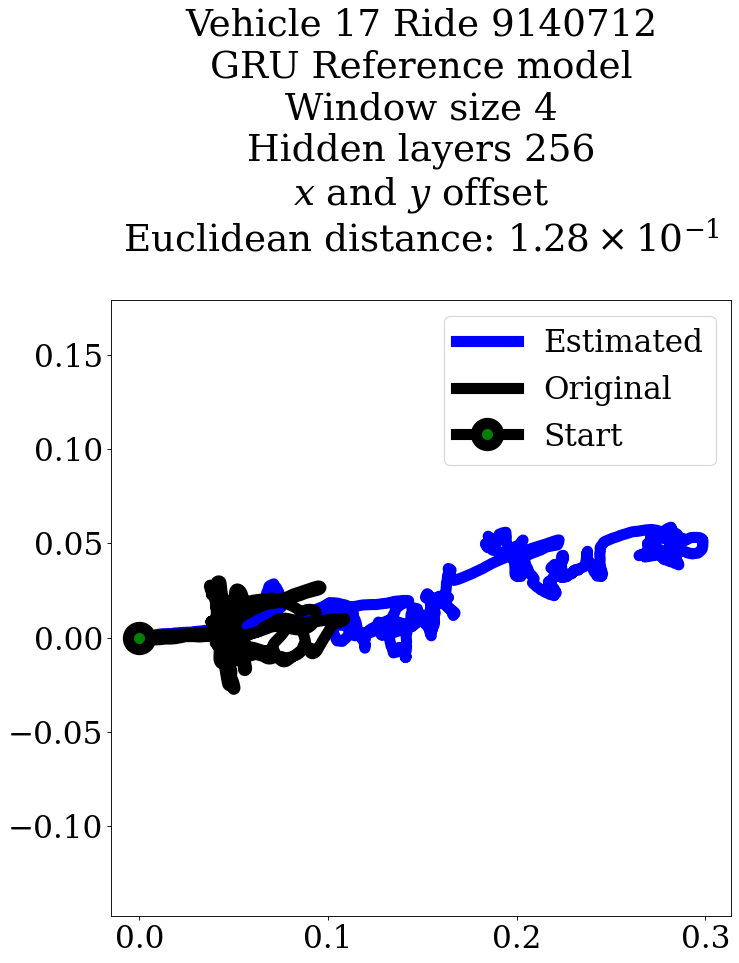 Vehicle 17 Ride 9140712
GRU Reference model
Window size 4
Hidden layers 256
x and y offset
Euclidean distance: 1.28 × 10⁻¹
Estimated
Original
Start
0.15
0.10
0.05
0.00
−0.05
−0.10
0.0 0.1 0.2 0.3